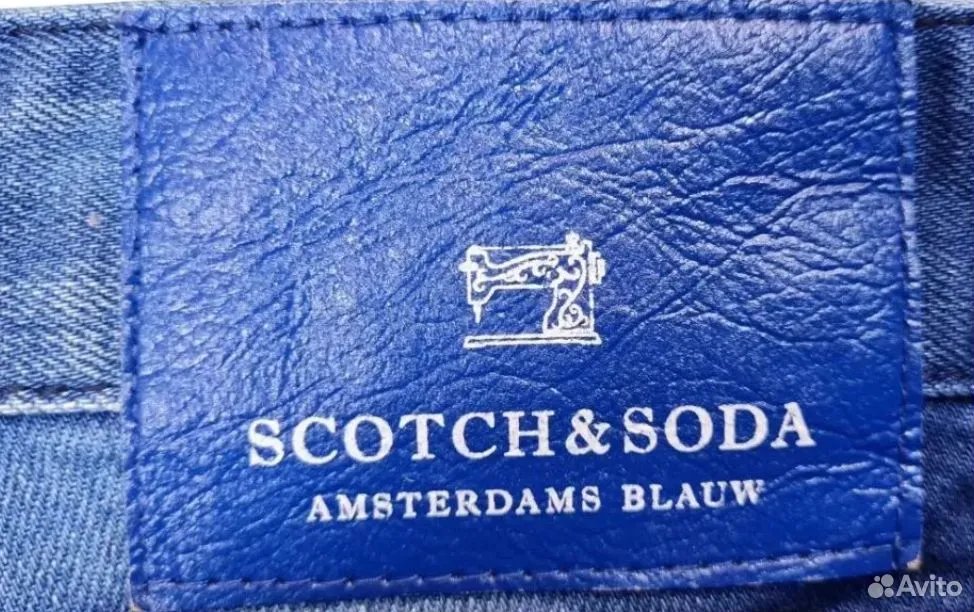 SCOTCH & SODA
AMSTERDAMS BLAUW
Avito